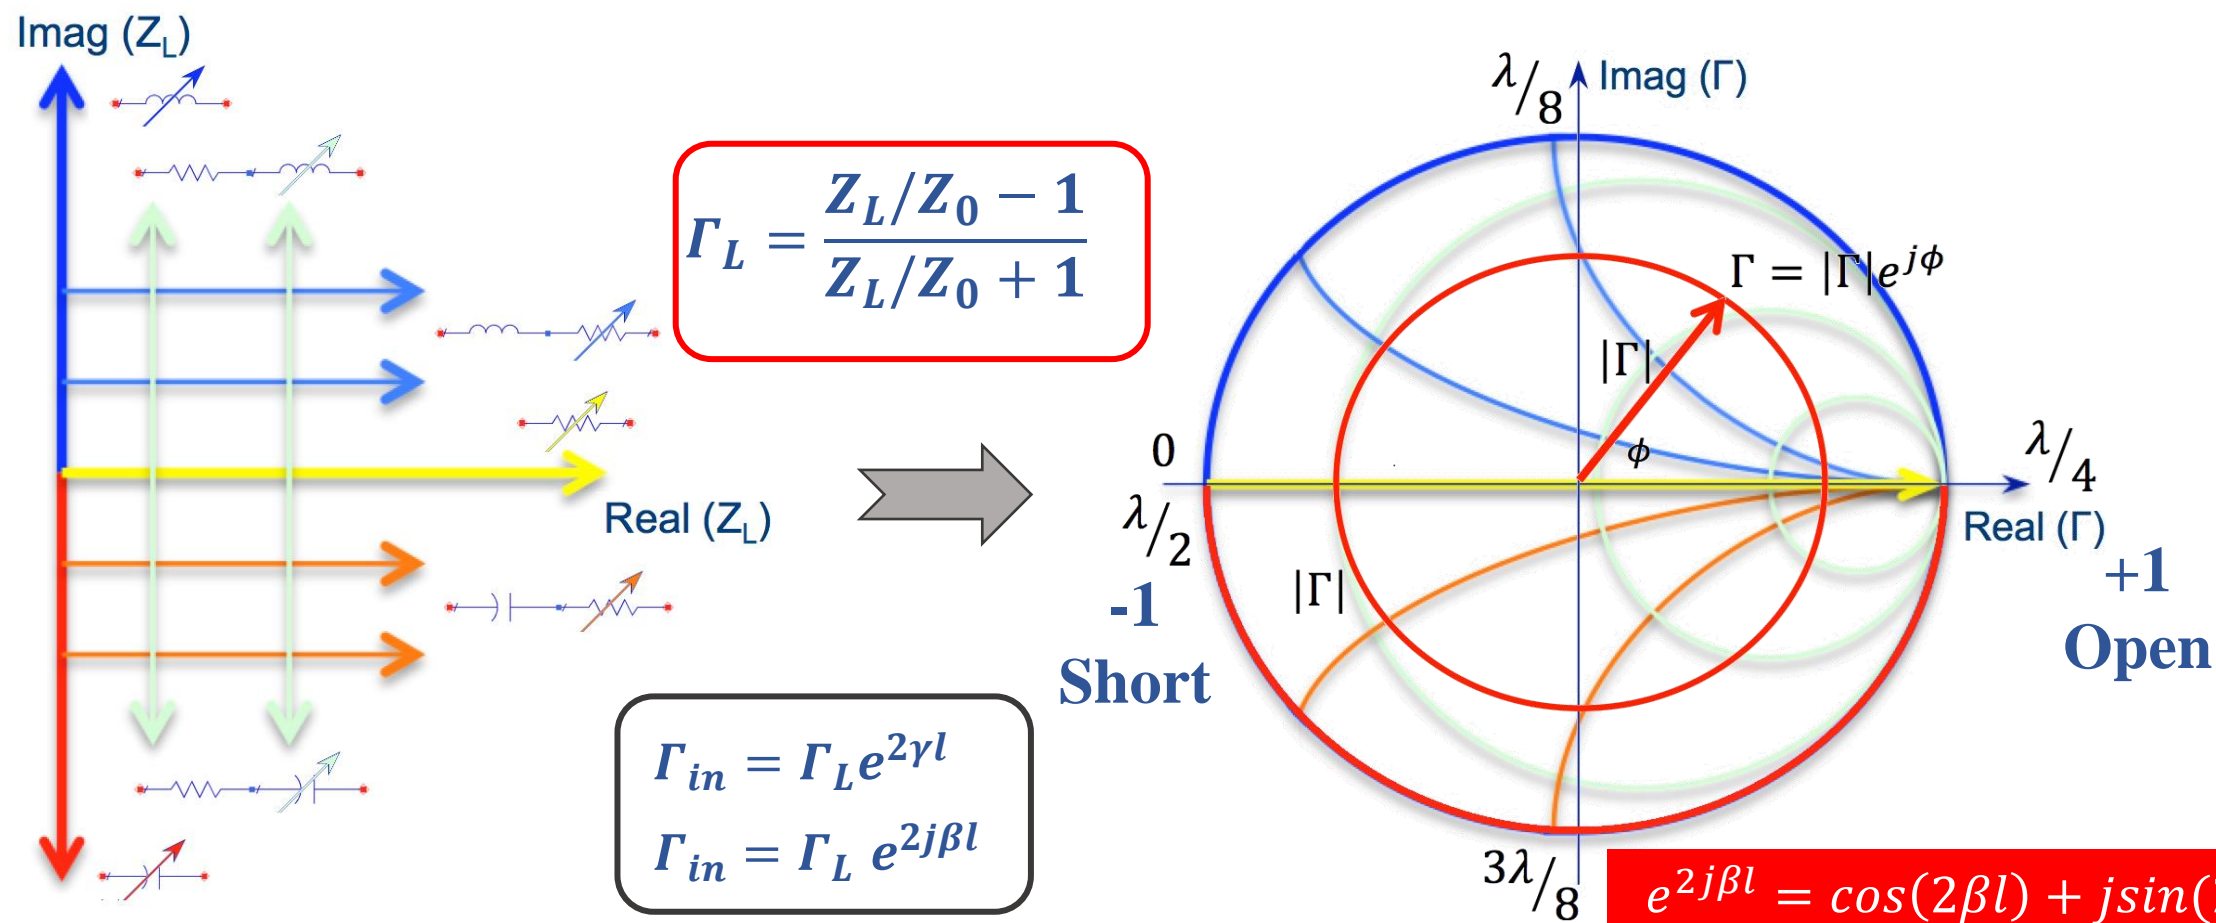 Imag (Z_L)
Real (Z_L)
Γ_L = (Z_L/Z_0 − 1) / (Z_L/Z_0 + 1)
Γ_in = Γ_L e^{2γl}
Γ_in = Γ_L e^{2jβl}
λ/8
Imag (Γ)
Γ = |Γ|e^{jϕ}
|Γ|
ϕ
0
λ/4
λ/2
Real (Γ)
-1
Short
+1
Open
|Γ|
3λ/8
e^{2jβl} = cos(2βl) + jsin(